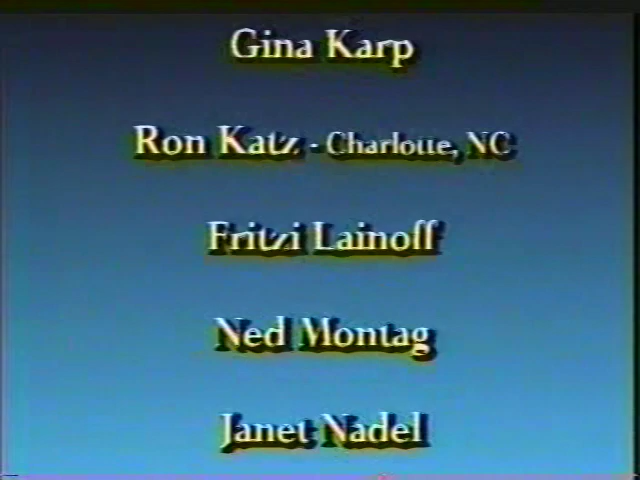 Gina Karp
Ron Katz - Charlotte, NC
Fritzi Lainoff
Ned Montag
Janet Nadel